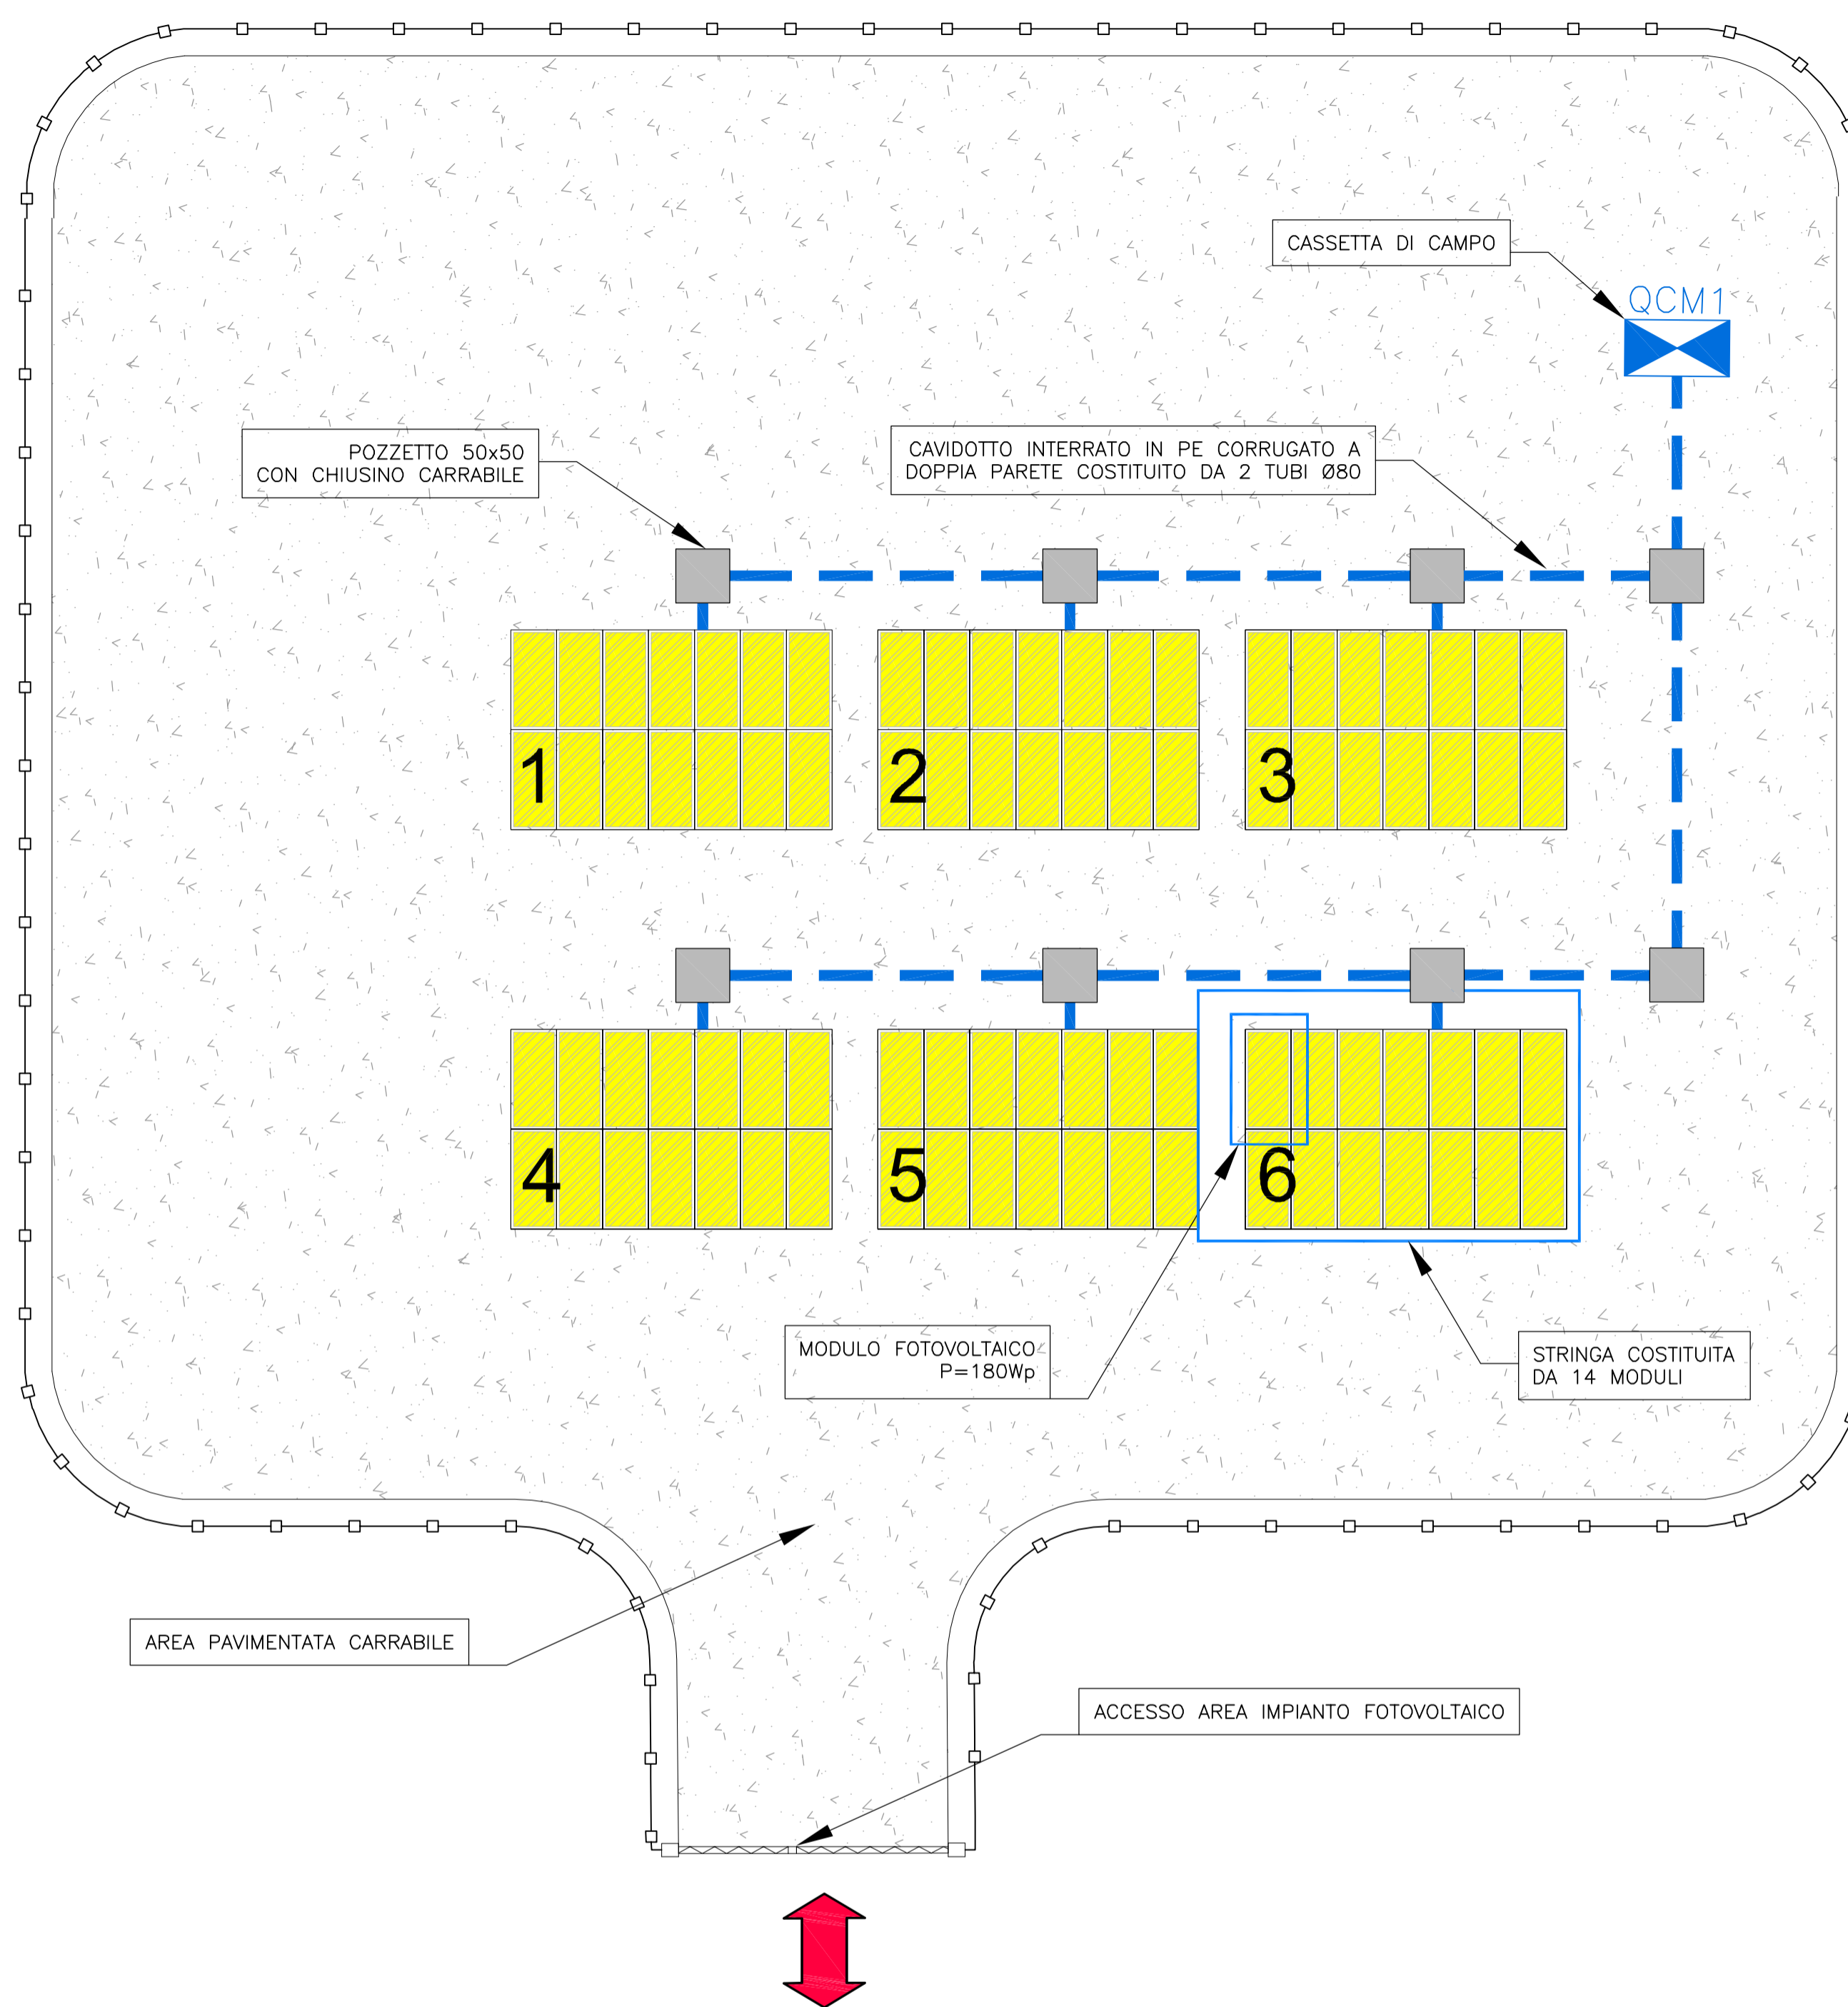 CASSETTA DI CAMPO
QCM1
POZZETTO 50x50
CON CHIUSINO CARRABILE
CAVIDOTTO INTERRATO IN PE CORRUGATO A
DOPPIA PARETE COSTITUITO DA 2 TUBI Ø80
1
2
3
4
5
6
MODULO FOTOVOLTAICO
P=180Wp
STRINGA COSTITUITA
DA 14 MODULI
AREA PAVIMENTATA CARRABILE
ACCESSO AREA IMPIANTO FOTOVOLTAICO